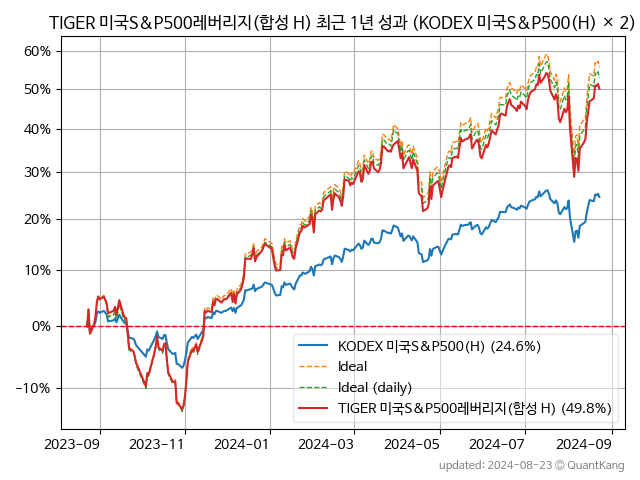 TIGER 미국S&P500레버리지(합성 H) 최근 1년 성과 (KODEX 미국S&P500(H) × 2)
60%
50%
40%
30%
20%
10%
0%
−10%
KODEX 미국S&P500(H) (24.6%)
Ideal
Ideal (daily)
TIGER 미국S&P500레버리지(합성 H) (49.8%)
2023-09 2023-11 2024-01 2024-03 2024-05 2024-07 2024-09
updated: 2024-08-23 © QuantKang